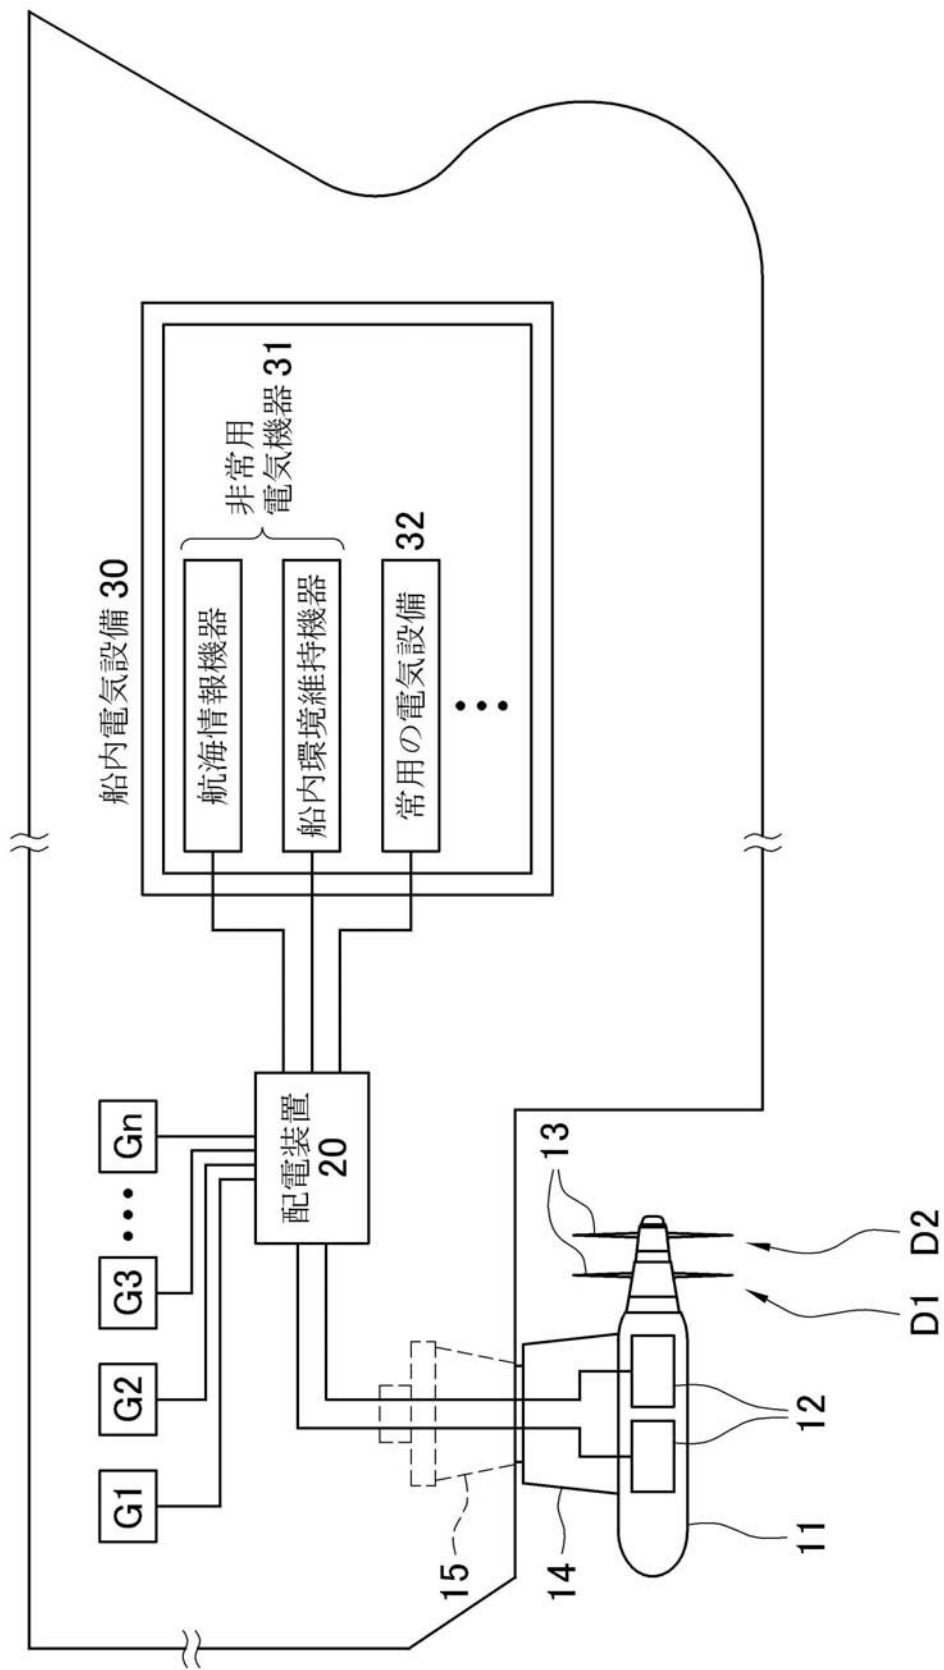 船内電気設備 30
非常用
電気機器 31
航海情報機器
船内環境維持機器
常用の電気設備
32
G1
G2
G3
Gn
配電装置
20
15
14
11
12
13
D1
D2